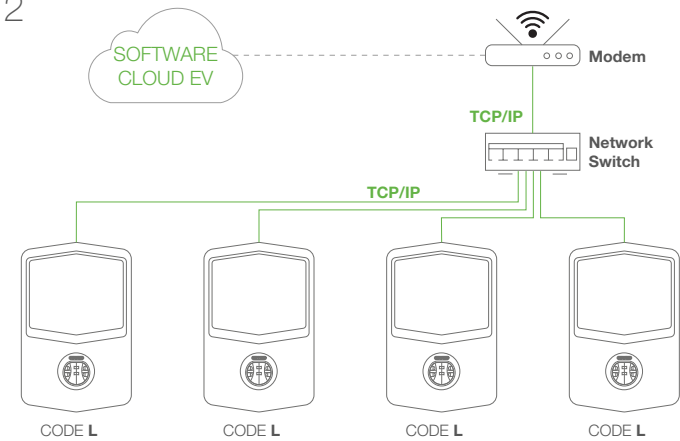 2
SOFTWARE
CLOUD EV
Modem
TCP/IP
Network
Switch
TCP/IP
CODE L
CODE L
CODE L
CODE L